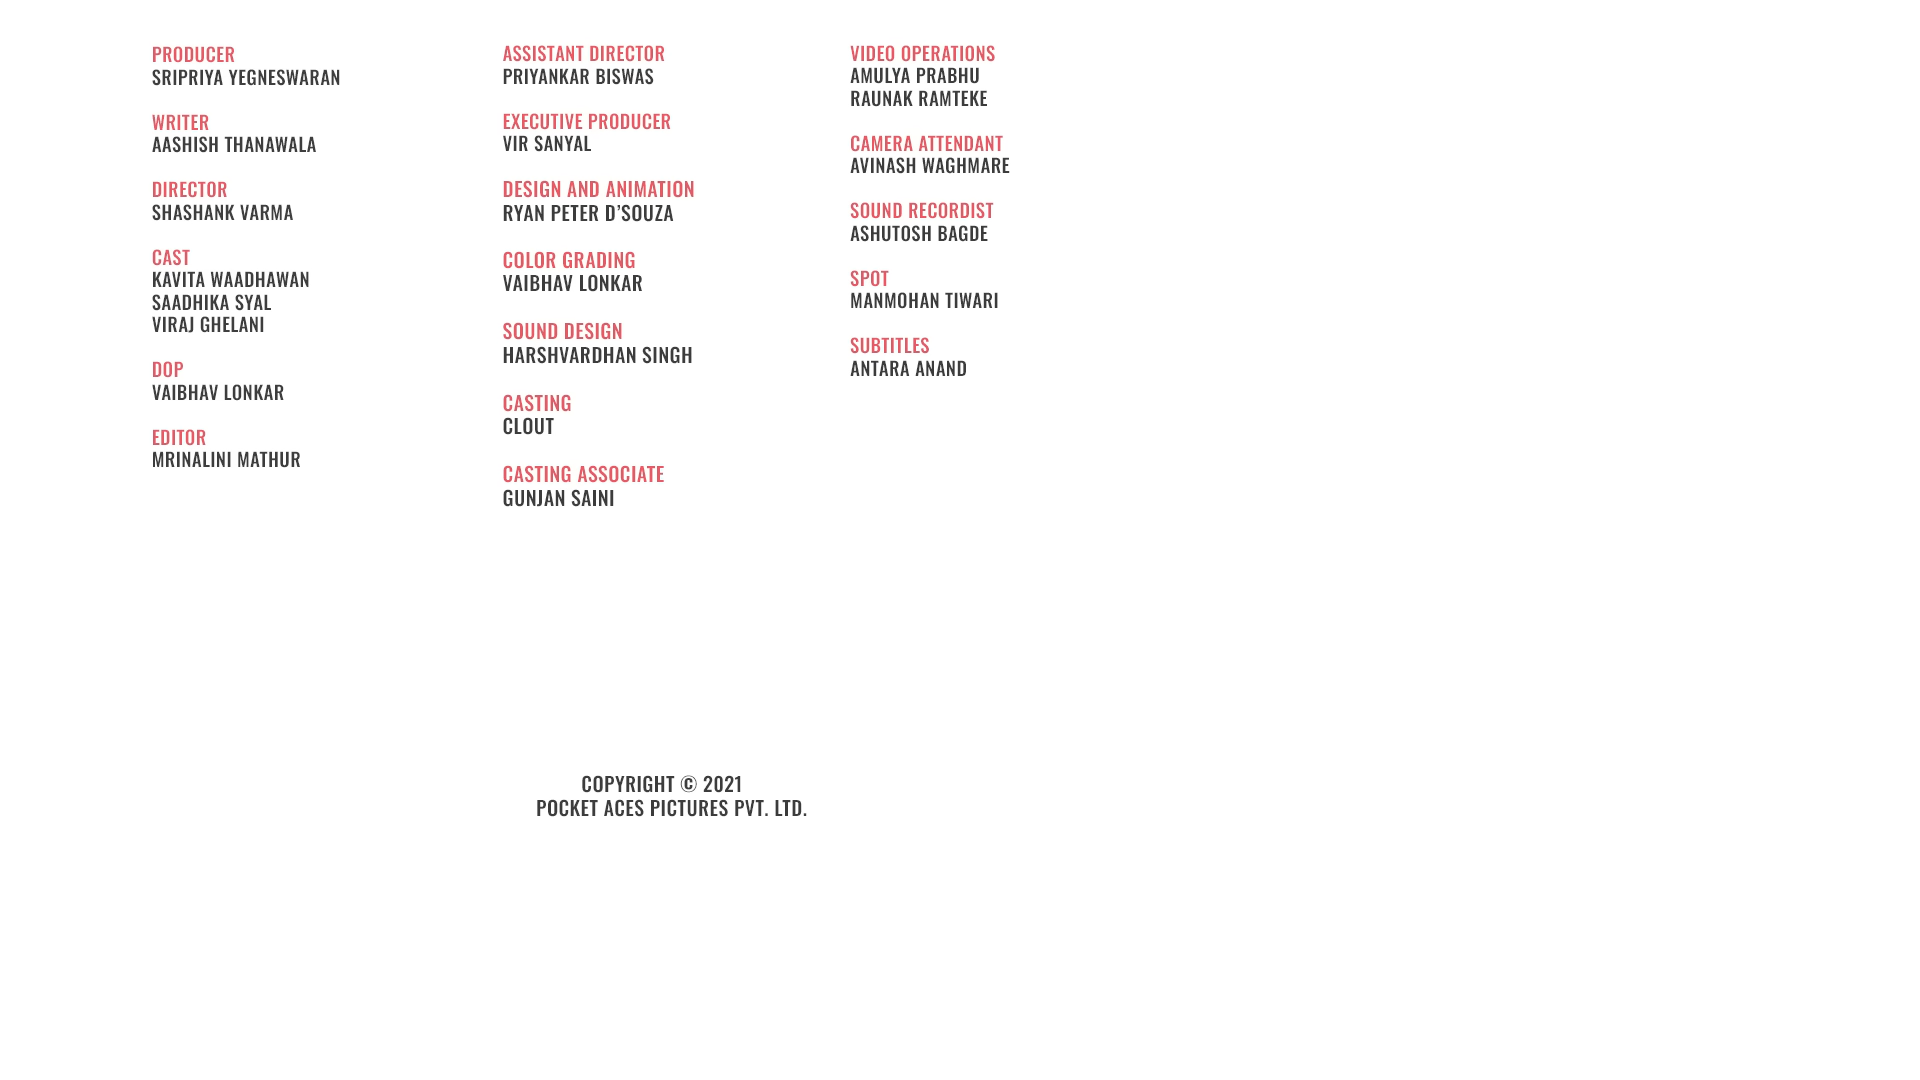 PRODUCER
SRIPRIYA YEGNESWARAN
WRITER
AASHISH THANAWALA
DIRECTOR
SHASHANK VARMA
CAST
KAVITA WAADHAWAN
SAADHIKA SYAL
VIRAJ GHELANI
DOP
VAIBHAV LONKAR
EDITOR
MRINALINI MATHUR
ASSISTANT DIRECTOR
PRIYANKAR BISWAS
EXECUTIVE PRODUCER
VIR SANYAL
DESIGN AND ANIMATION
RYAN PETER D’SOUZA
COLOR GRADING
VAIBHAV LONKAR
SOUND DESIGN
HARSHVARDHAN SINGH
CASTING
CLOUT
CASTING ASSOCIATE
GUNJAN SAINI
VIDEO OPERATIONS
AMULYA PRABHU
RAUNAK RAMTEKE
CAMERA ATTENDANT
AVINASH WAGHMARE
SOUND RECORDIST
ASHUTOSH BAGDE
SPOT
MANMOHAN TIWARI
SUBTITLES
ANTARA ANAND
COPYRIGHT © 2021
POCKET ACES PICTURES PVT. LTD.